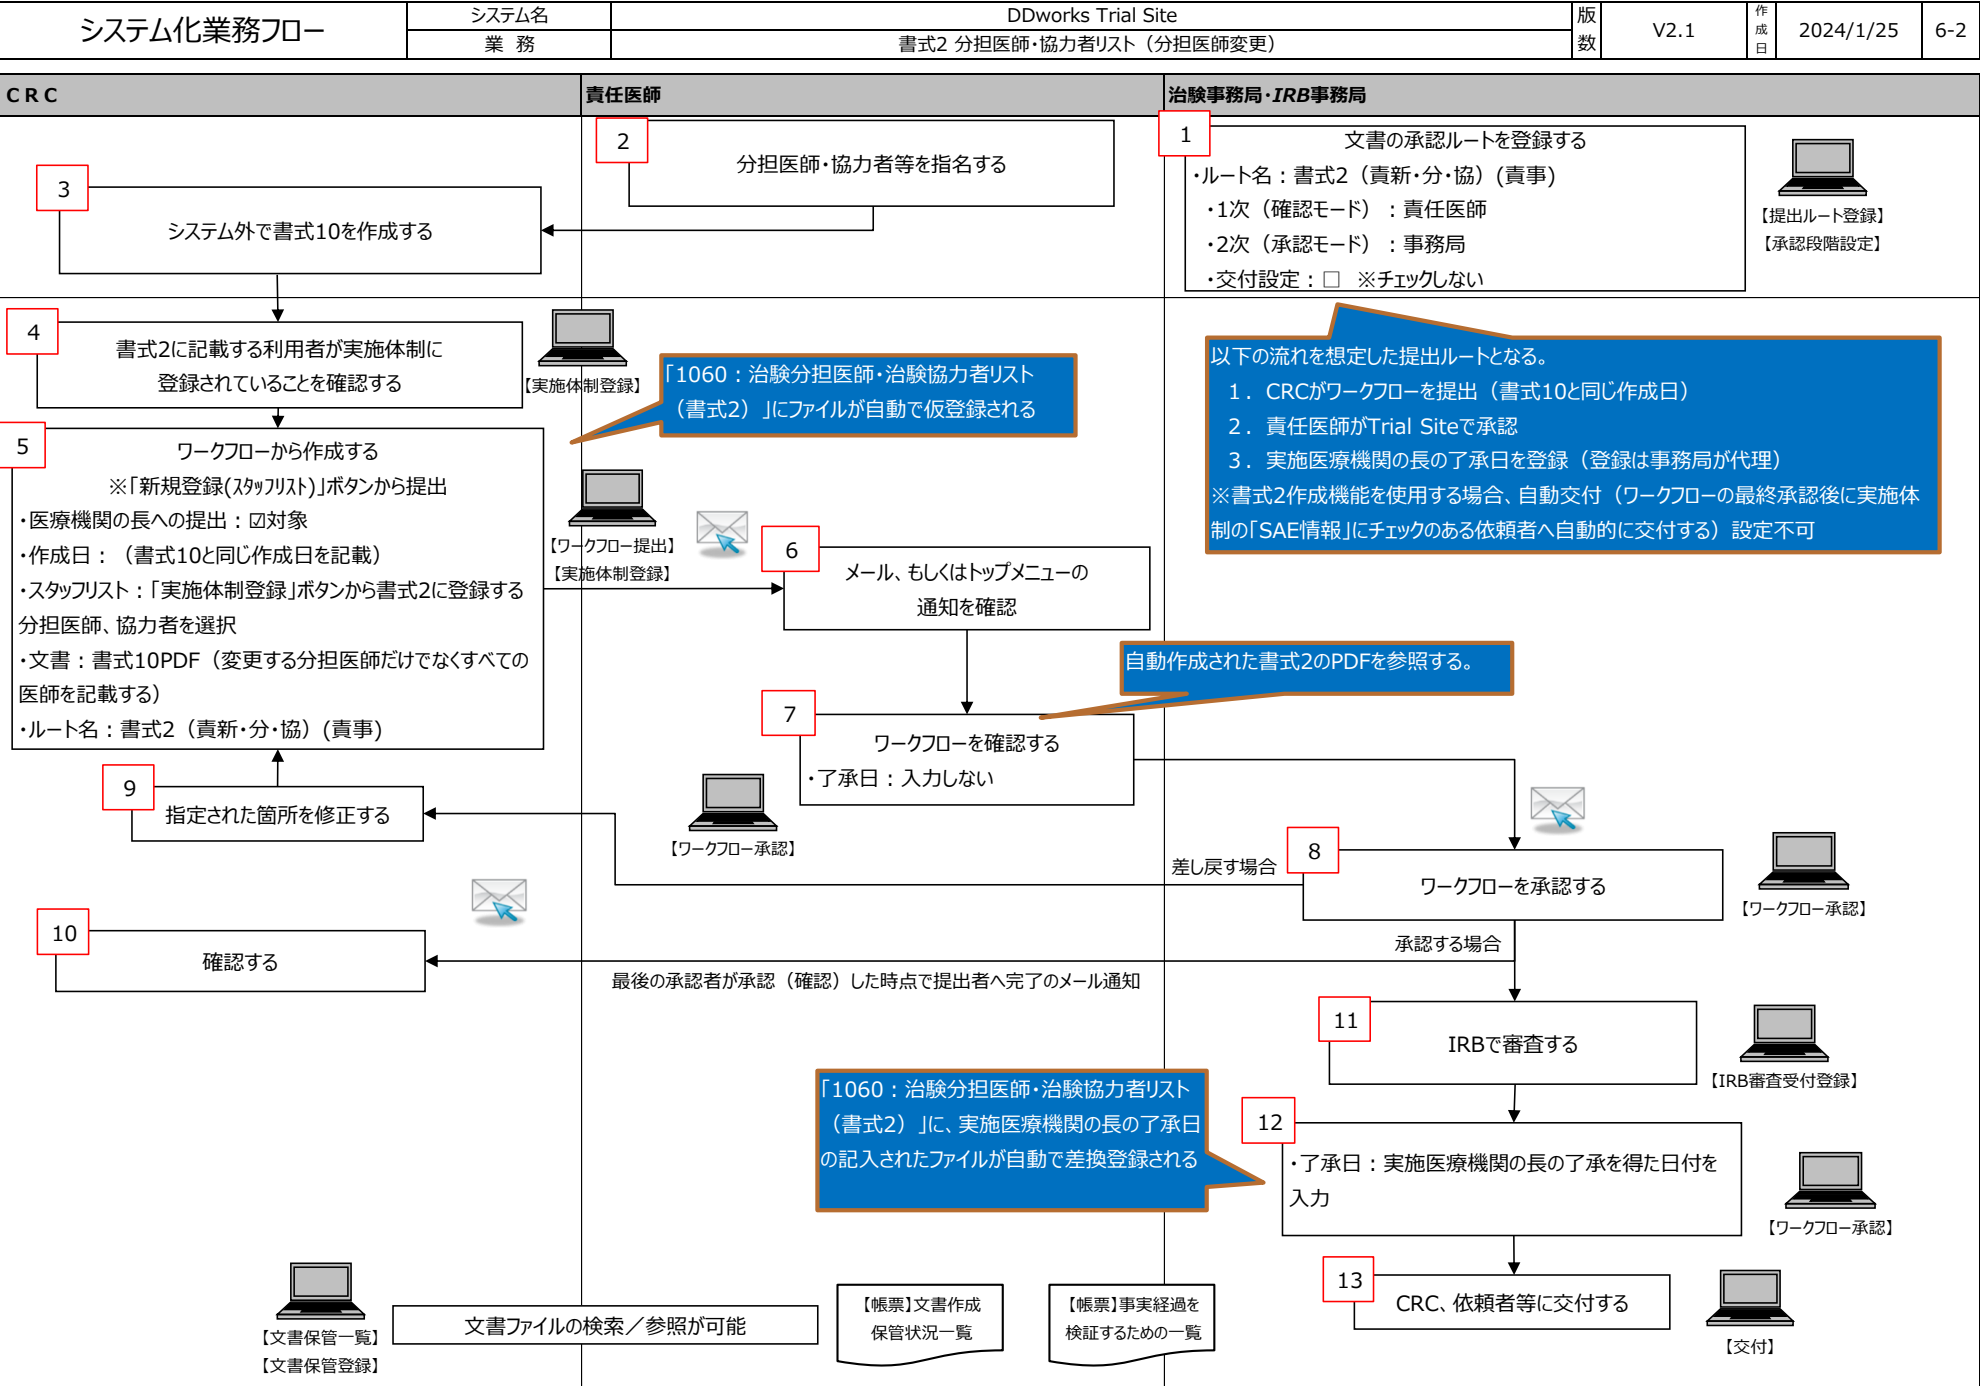 システム化業務フロー
システム名
DDworks Trial Site
業 務
書式2 分担医師・協力者リスト（分担医師変更）
版数
V2.1
作成日
2024/1/25
6-2
CRC
責任医師
治験事務局・IRB事務局
1
文書の承認ルートを登録する
・ルート名：書式2（責新・分・協）(責事)
・1次（確認モード）：責任医師
・2次（承認モード）：事務局
・交付設定：□ ※チェックしない
【提出ルート登録】
【承認段階設定】
2
分担医師・協力者等を指名する
3
システム外で書式10を作成する
4
書式2に記載する利用者が実施体制に
登録されていることを確認する
【実施体制登録】
「1060：治験分担医師・治験協力者リスト
（書式2）」にファイルが自動で仮登録される
以下の流れを想定した提出ルートとなる。
1．CRCがワークフローを提出（書式10と同じ作成日）
2．責任医師がTrial Siteで承認
3．実施医療機関の長の了承日を登録（登録は事務局が代理）
※書式2作成機能を使用する場合、自動交付（ワークフローの最終承認後に実施体
制の「SAE情報」にチェックのある依頼者へ自動的に交付する）設定不可
5
ワークフローから作成する
※「新規登録(スタッフリスト)」ボタンから提出
・医療機関の長への提出：☑対象
・作成日：（書式10と同じ作成日を記載）
・スタッフリスト：「実施体制登録」ボタンから書式2に登録する
分担医師、協力者を選択
・文書：書式10PDF（変更する分担医師だけでなくすべての
医師を記載する）
・ルート名：書式2（責新・分・協）(責事)
【ワークフロー提出】
【実施体制登録】
6
メール、もしくはトップメニューの
通知を確認
自動作成された書式2のPDFを参照する。
7
ワークフローを確認する
・了承日：入力しない
【ワークフロー承認】
9
指定された箇所を修正する
差し戻す場合
8
ワークフローを承認する
【ワークフロー承認】
承認する場合
10
確認する
最後の承認者が承認（確認）した時点で提出者へ完了のメール通知
11
IRBで審査する
【IRB審査受付登録】
「1060：治験分担医師・治験協力者リスト
（書式2）」に、実施医療機関の長の了承日
の記入されたファイルが自動で差換登録される
12
・了承日：実施医療機関の長の了承を得た日付を
入力
【ワークフロー承認】
13
CRC、依頼者等に交付する
【交付】
【文書保管一覧】
【文書保管登録】
文書ファイルの検索／参照が可能
【帳票】文書作成
保管状況一覧
【帳票】事実経過を
検証するための一覧